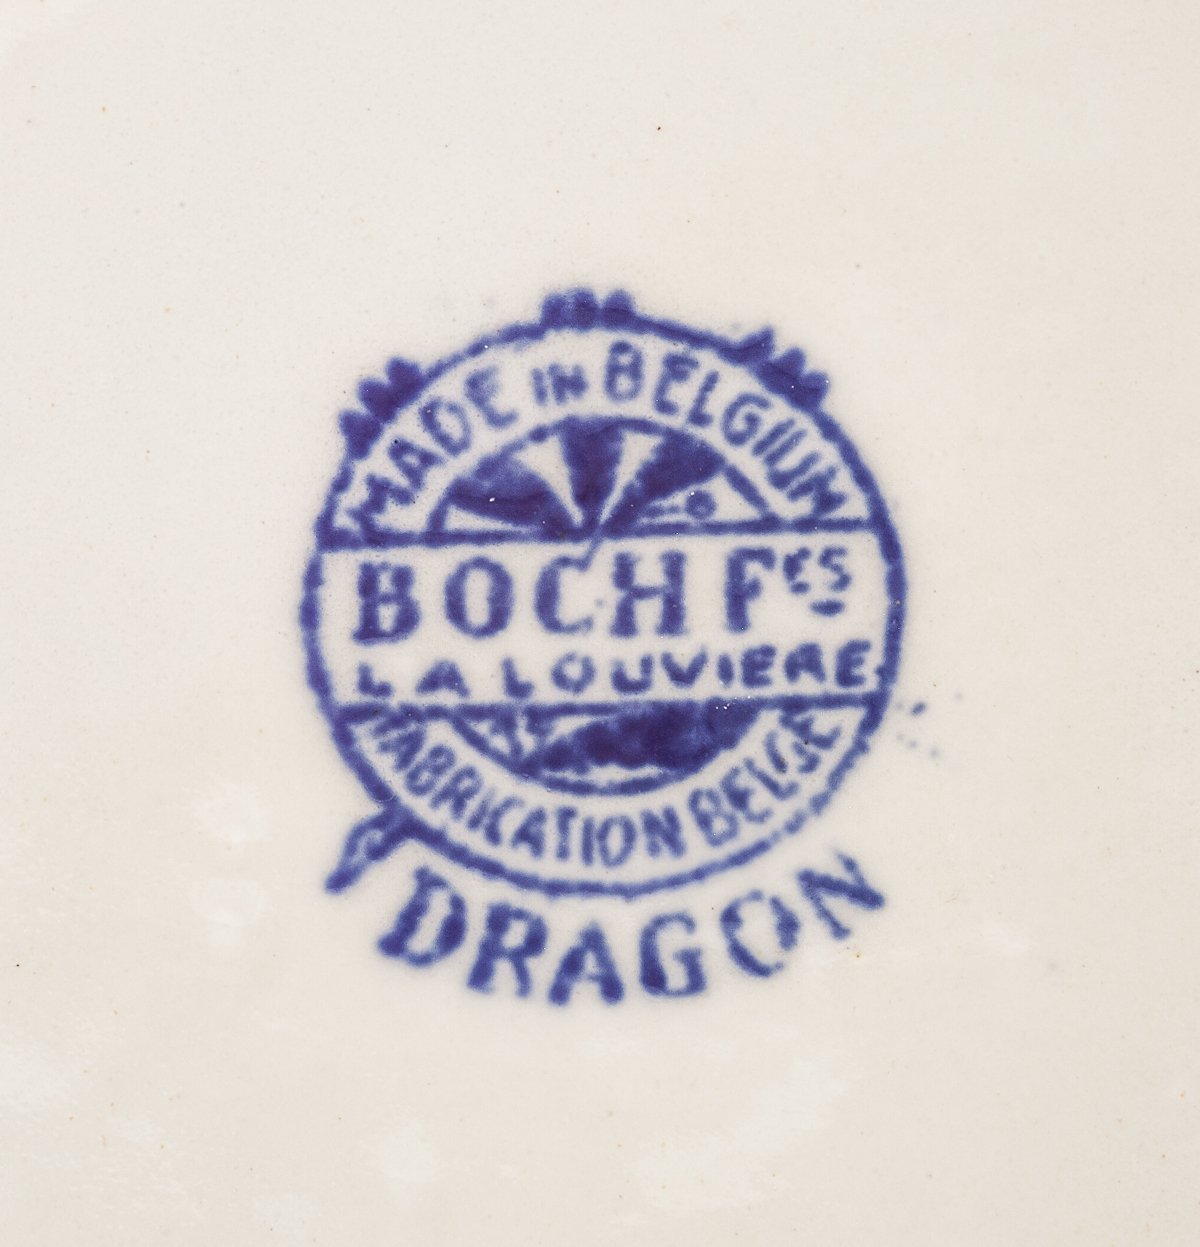 MADE IN BELGIUM
BOCH Fes
LA LOUVIERE
FABRICATION BELGE
DRAGON